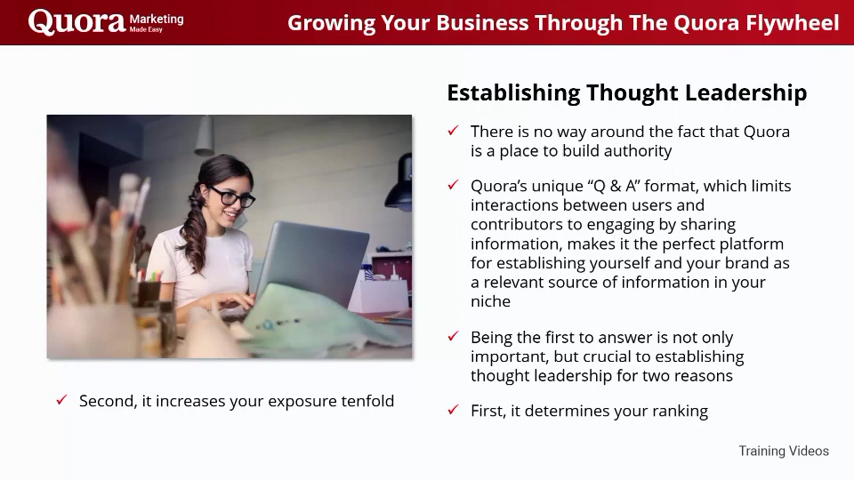 Quora Marketing
Made Easy
Growing Your Business Through The Quora Flywheel
Establishing Thought Leadership
There is no way around the fact that Quora
is a place to build authority
Quora’s unique “Q & A” format, which limits
interactions between users and
contributors to engaging by sharing
information, makes it the perfect platform
for establishing yourself and your brand as
a relevant source of information in your
niche
Being the first to answer is not only
important, but crucial to establishing
thought leadership for two reasons
First, it determines your ranking
Second, it increases your exposure tenfold
Training Videos